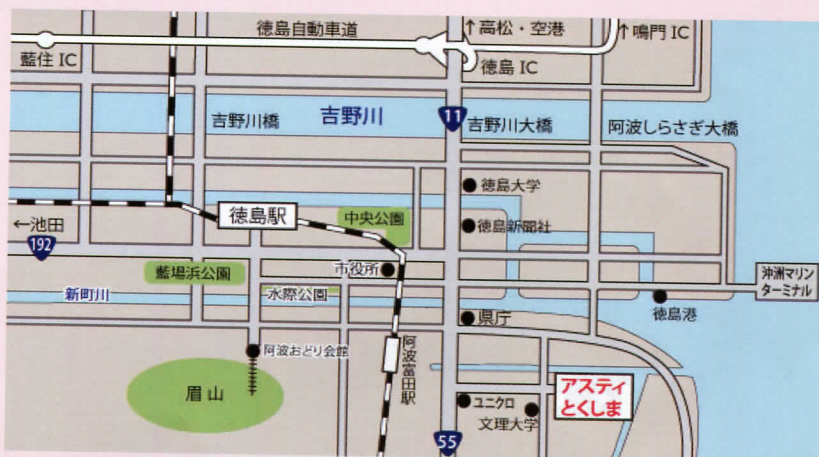 徳島自動車道
↑高松・空港
↑鳴門 IC
藍住 IC
徳島 IC
吉野川橋
吉野川
11
吉野川大橋
阿波しらさぎ大橋
徳島大学
徳島駅
中央公園
←池田
192
徳島新聞社
藍場浜公園
市役所
沖洲マリン
ターミナル
新町川
水際公園
徳島港
県庁
阿波おどり会館
阿波富田駅
眉山
アスティ
とくしま
ユニクロ
文理大学
55